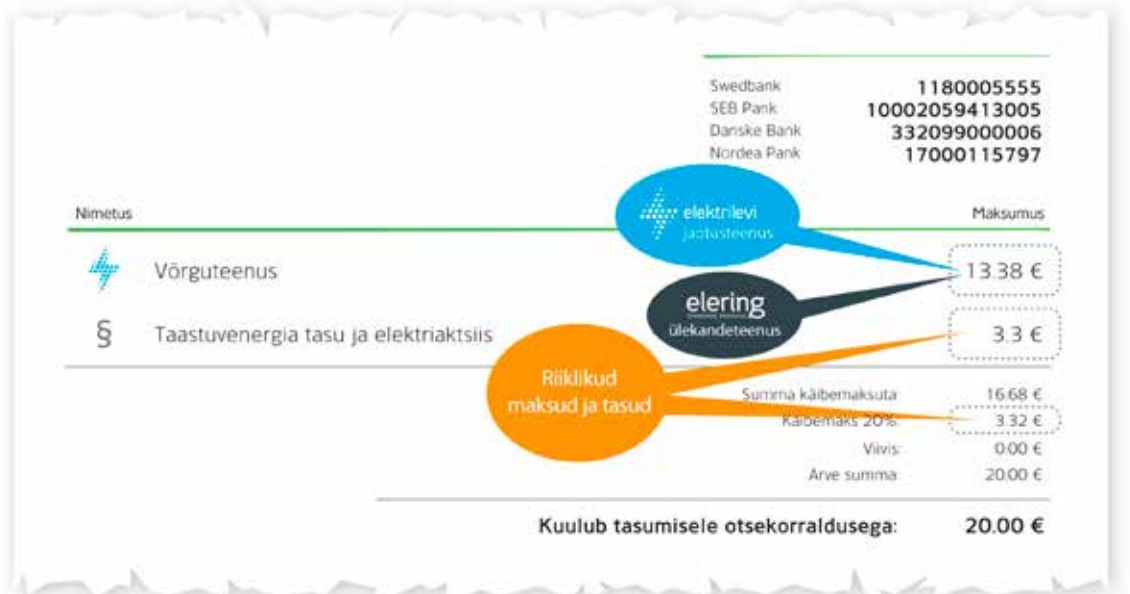 Swedbank 1180005555
SEB Pank 10002059413005
Danske Bank 332099000006
Nordea Pank 17000115797
elektrilevi
jaotusteenus
Nimetus Maksumus
Võrguteenus 13.38 €
elering
ülekandeteenus
§ Taastuvenergia tasu ja elektriaktsiis 3.3 €
Riiklikud
maksud ja tasud
Summa käibemaksuta: 16.68 €
Käibemaks 20%: 3.32 €
Viivis: 0.00 €
Arve summa: 20.00 €
Kuulub tasumisele otsekorraldusega: 20.00 €